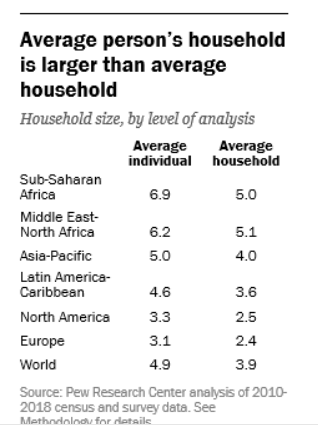 Average person's household
is larger than average
household
Household size, by level of analysis
Average Average
individual household
Sub-Saharan
Africa 6.9 5.0
Middle East-
North Africa 6.2 5.1
Asia-Pacific 5.0 4.0
Latin America-
Caribbean 4.6 3.6
North America 3.3 2.5
Europe 3.1 2.4
World 4.9 3.9
Source: Pew Research Center analysis of 2010-
2018 census and survey data. See
Methodology for details